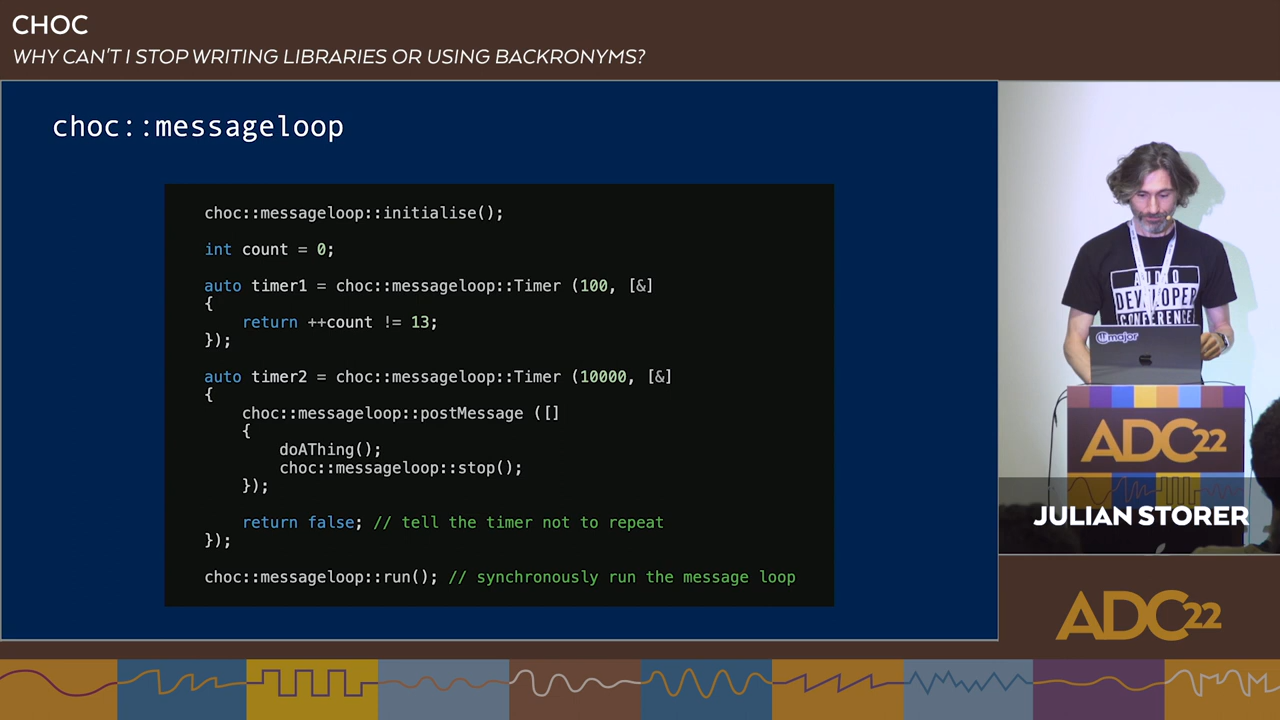 CHOC
WHY CAN'T I STOP WRITING LIBRARIES OR USING BACKRONYMS?
choc::messageloop
choc::messageloop::initialise();
int count = 0;
auto timer1 = choc::messageloop::Timer (100, [&]
{
return ++count != 13;
});
auto timer2 = choc::messageloop::Timer (10000, [&]
{
choc::messageloop::postMessage ([]
{
doAThing();
choc::messageloop::stop();
});
return false; // tell the timer not to repeat
});
choc::messageloop::run(); // synchronously run the message loop
AUDIO
DEVELOPER
CONFERENCE
major
ADC22
JULIAN STORER
ADC22